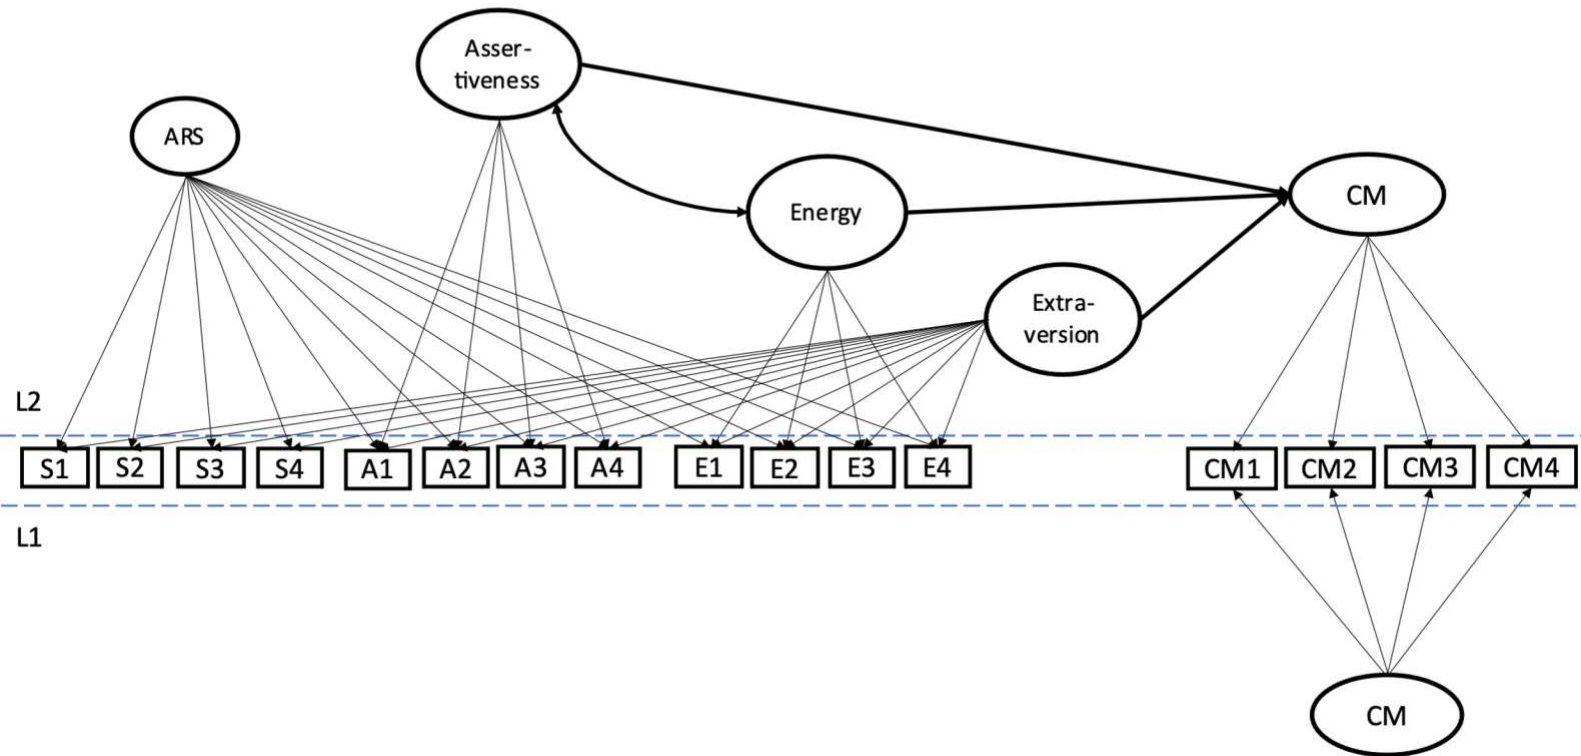 Asser-
tiveness
ARS
CM
Energy
Extra-
version
L2
S1 S2 S3 S4 A1 A2 A3 A4 E1 E2 E3 E4 CM1 CM2 CM3 CM4
L1
CM